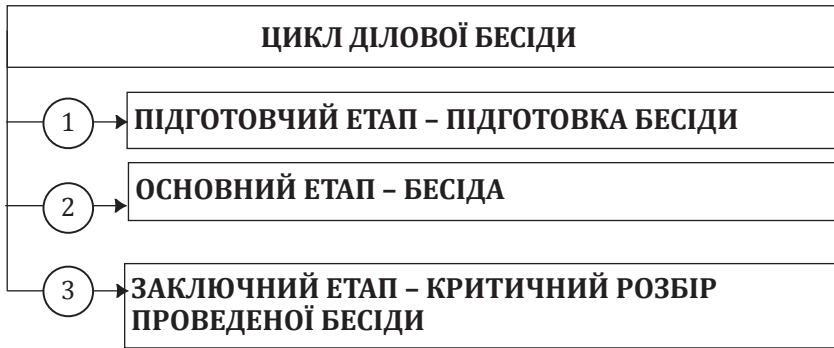 ЦИКЛ ДІЛОВОЇ БЕСІДИ
1
ПІДГОТОВЧИЙ ЕТАП – ПІДГОТОВКА БЕСІДИ
2
ОСНОВНИЙ ЕТАП – БЕСІДА
3
ЗАКЛЮЧНИЙ ЕТАП – КРИТИЧНИЙ РОЗБІР
ПРОВЕДЕНОЇ БЕСІДИ